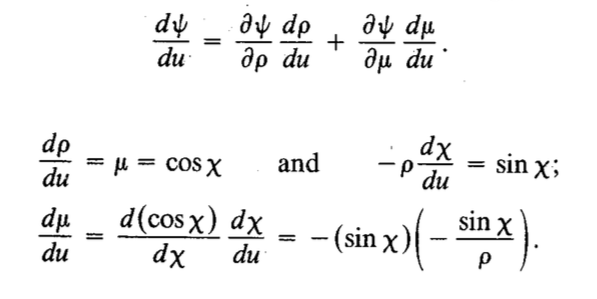 dψ/du = ∂ψ/∂ρ dρ/du + ∂ψ/∂μ dμ/du.
dρ/du = μ = cos χ and −ρ dχ/du = sin χ;
dμ/du = d(cos χ)/dχ dχ/du = −(sin χ)(−sin χ/ρ).